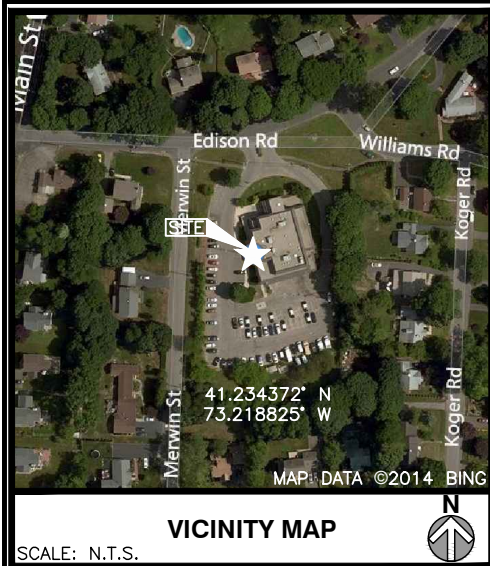 Main St
Edison Rd
Williams Rd
Merwin St
SITE
Koger Rd
41.234372° N
73.218825° W
Merwin St
Koger Rd
MAP DATA ©2014 BING
VICINITY MAP
N
SCALE: N.T.S.